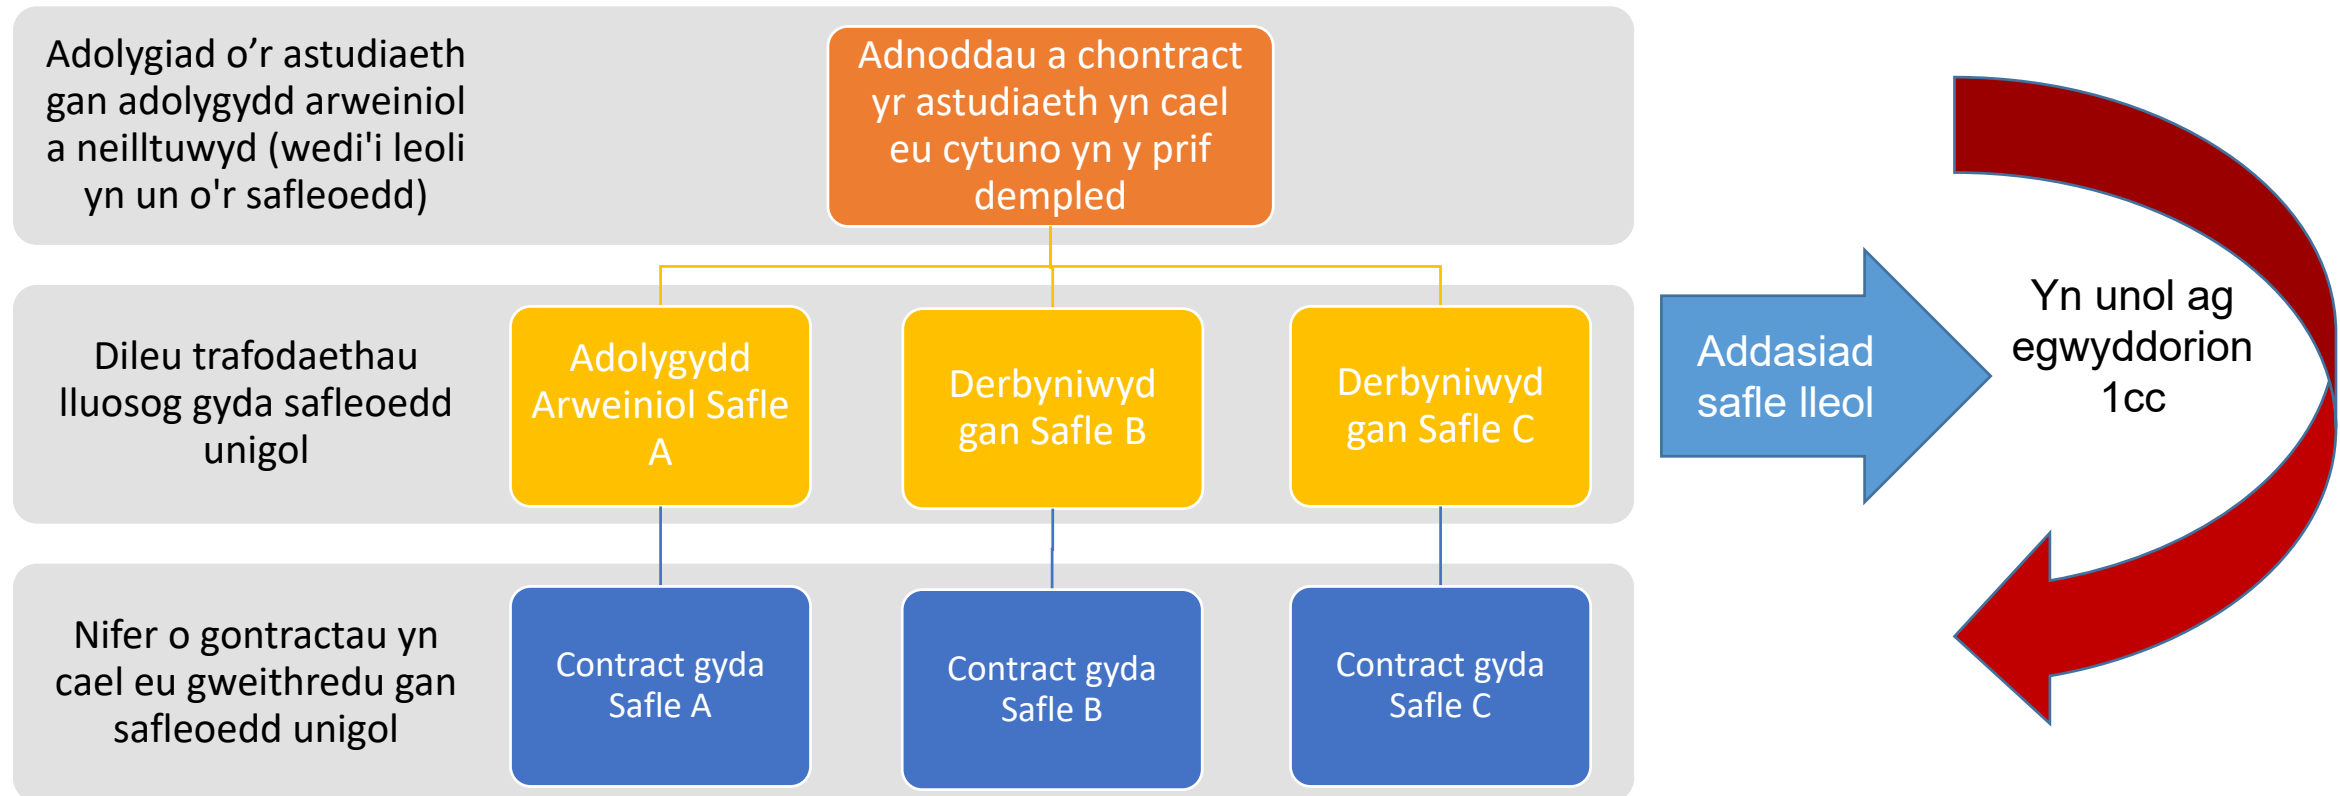 Adolygiad o’r astudiaeth
gan adolygydd arweiniol
a neilltuwyd (wedi'i leoli
yn un o'r safleoedd)
Adnoddau a chontract
yr astudiaeth yn cael
eu cytuno yn y prif
dempled
Dileu trafodaethau
lluosog gyda safleoedd
unigol
Adolygydd
Arweiniol Safle
A
Derbyniwyd
gan Safle B
Derbyniwyd
gan Safle C
Addasiad
safle lleol
Yn unol ag
egwyddorion
1cc
Nifer o gontractau yn
cael eu gweithredu gan
safleoedd unigol
Contract gyda
Safle A
Contract gyda
Safle B
Contract gyda
Safle C